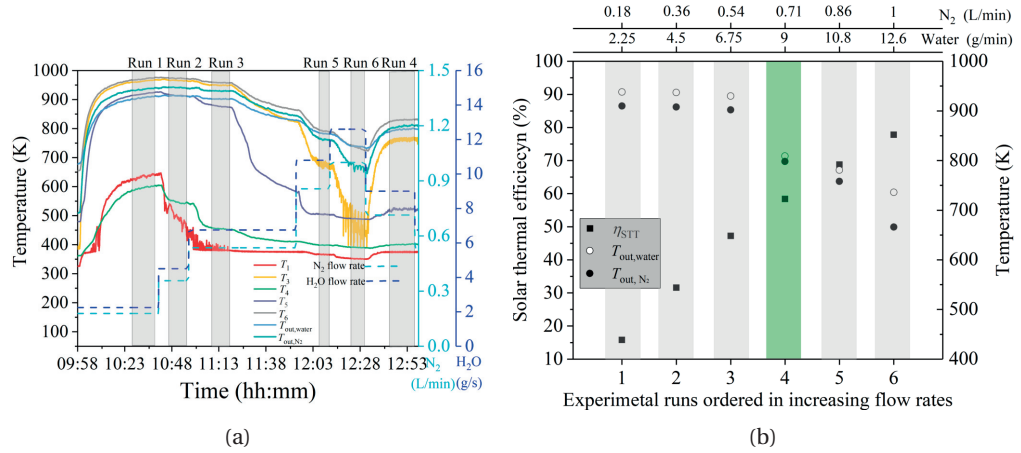 (a)
Run 1 Run 2 Run 3 Run 5 Run 6 Run 4
1000
900
800
700
600
500
400
300
200
100
Temperature (K)
1.5
1.2
0.9
0.6
0.3
0.0
16
14
12
10
8
6
4
2
0
T1
T3
T4
T5
T6
Tout,water
Tout,N2
N2 flow rate
H2O flow rate
09:58 10:23 10:48 11:13 11:38 12:03 12:28 12:53
N2 H2O
(L/min) (g/s)
Time (hh:mm)
(a)
(b)
0.18 0.36 0.54 0.71 0.86 1 N2 (L/min)
2.25 4.5 6.75 9 10.8 12.6 Water (g/min)
100
90
80
70
60
50
40
30
20
10
Solar thermal efficiecyn (%)
1000
900
800
700
600
500
400
Temperature (K)
ηSTT
Tout,water
Tout, N2
1 2 3 4 5 6
Experimetal runs ordered in increasing flow rates
(b)